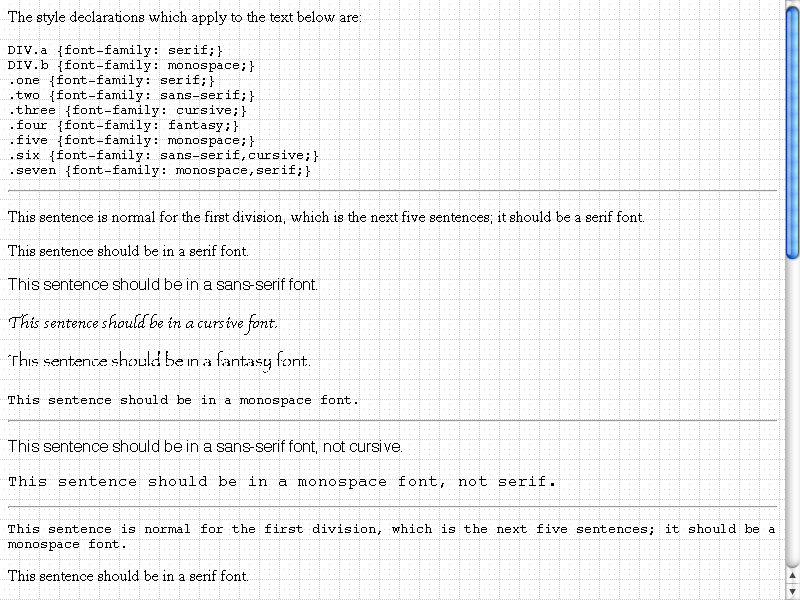 The style declarations which apply to the text below are:
DIV.a {font-family: serif;}
DIV.b {font-family: monospace;}
.one {font-family: serif;}
.two {font-family: sans-serif;}
.three {font-family: cursive;}
.four {font-family: fantasy;}
.five {font-family: monospace;}
.six {font-family: sans-serif,cursive;}
.seven {font-family: monospace,serif;}
This sentence is normal for the first division, which is the next five sentences; it should be a serif font.
This sentence should be in a serif font.
This sentence should be in a sans-serif font.
This sentence should be in a cursive font.
This sentence should be in a fantasy font.
This sentence should be in a monospace font.
This sentence should be in a sans-serif font, not cursive.
This sentence should be in a monospace font, not serif.
This sentence is normal for the first division, which is the next five sentences; it should be a
monospace font.
This sentence should be in a serif font.